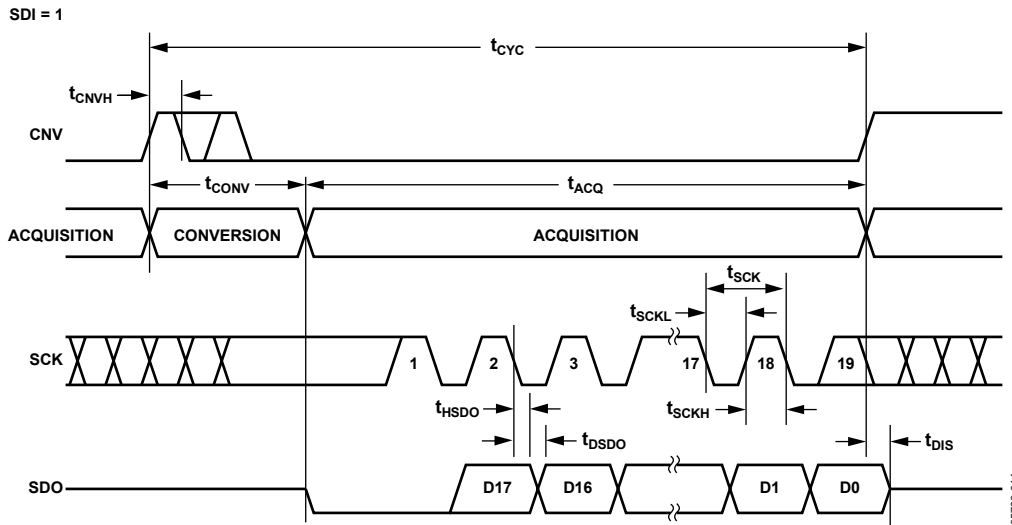 SDI = 1
tCYC
tCNVH
CNV
tCONV tACQ
ACQUISITION CONVERSION ACQUISITION
tSCK
tSCKL
SCK 1 2 3 17 18 19
tHSDO tSCKH
tDSDO tDIS
SDO D17 D16 D1 D0